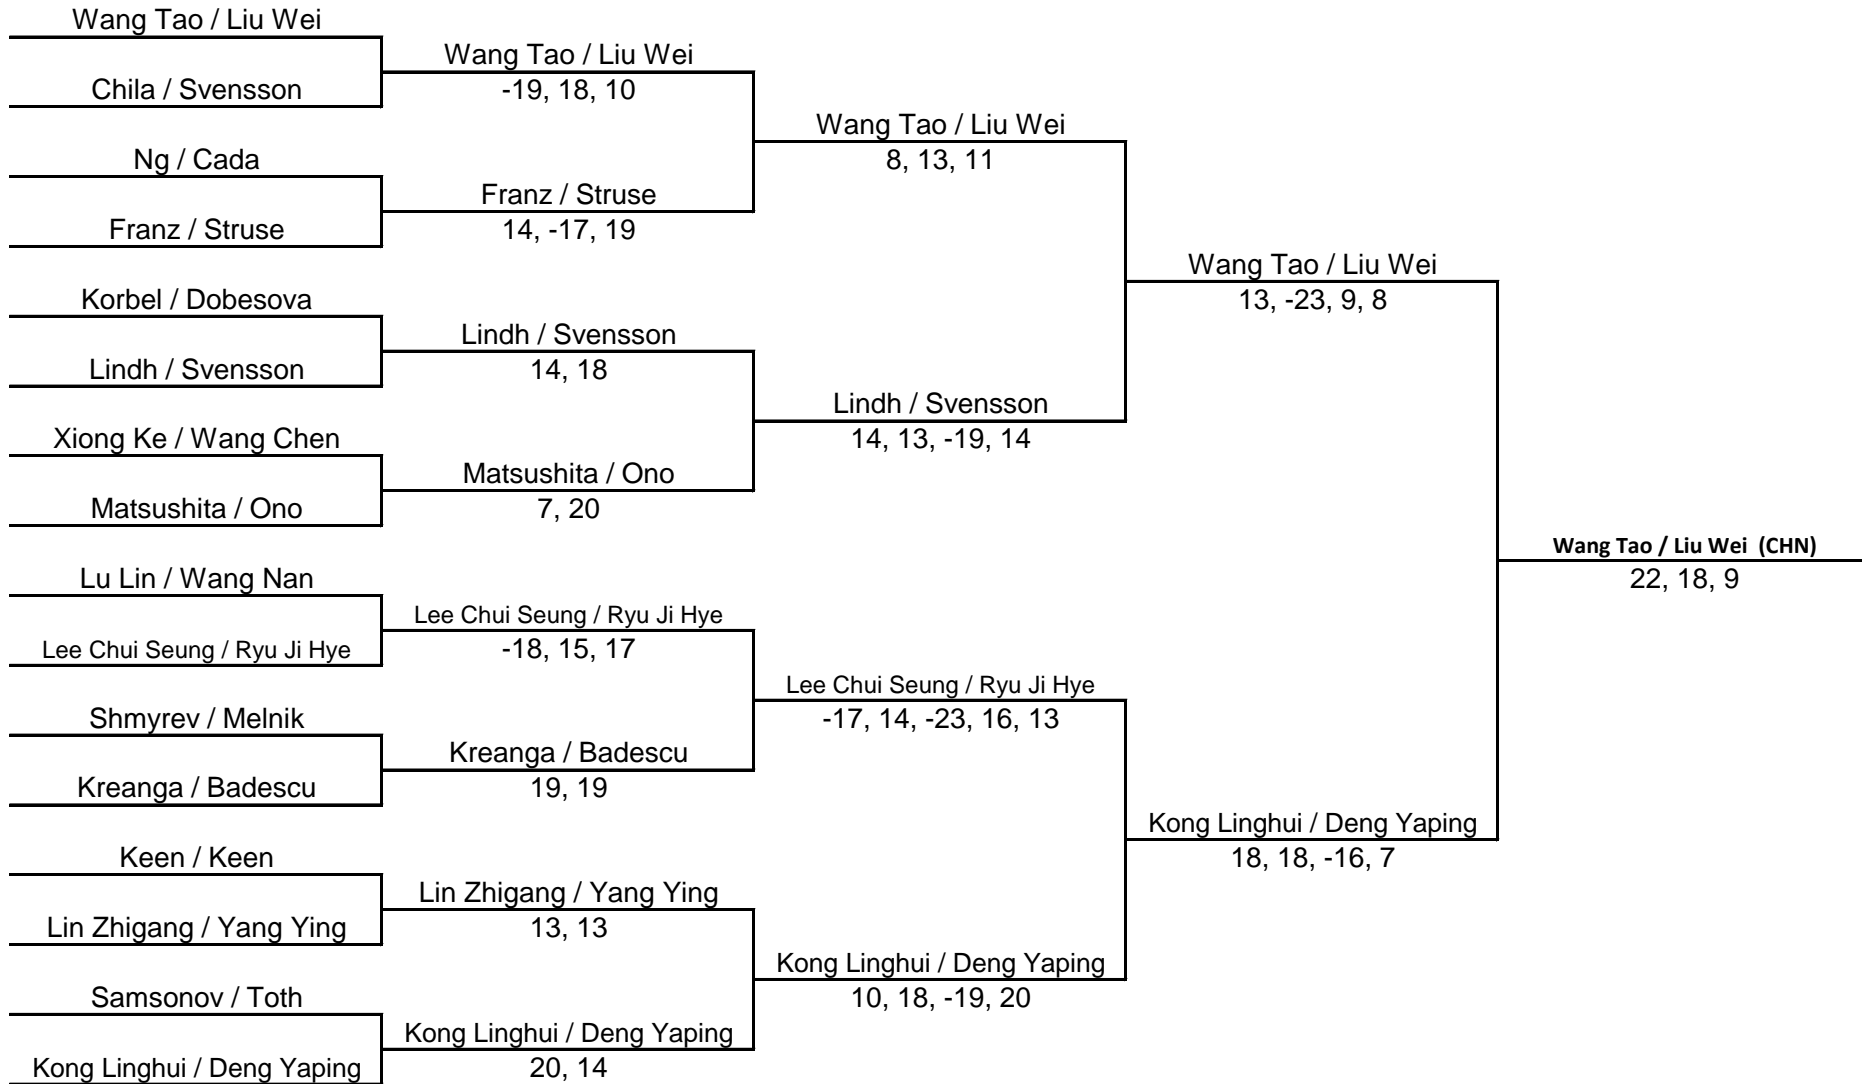 Wang Tao / Liu Wei
Chila / Svensson
Ng / Cada
Franz / Struse
Korbel / Dobesova
Lindh / Svensson
Xiong Ke / Wang Chen
Matsushita / Ono
Lu Lin / Wang Nan
Lee Chui Seung / Ryu Ji Hye
Shmyrev / Melnik
Kreanga / Badescu
Keen / Keen
Lin Zhigang / Yang Ying
Samsonov / Toth
Kong Linghui / Deng Yaping
Wang Tao / Liu Wei
-19, 18, 10
Franz / Struse
14, -17, 19
Lindh / Svensson
14, 18
Matsushita / Ono
7, 20
Lee Chui Seung / Ryu Ji Hye
-18, 15, 17
Kreanga / Badescu
19, 19
Lin Zhigang / Yang Ying
13, 13
Kong Linghui / Deng Yaping
20, 14
Wang Tao / Liu Wei
8, 13, 11
Lindh / Svensson
14, 13, -19, 14
Lee Chui Seung / Ryu Ji Hye
-17, 14, -23, 16, 13
Kong Linghui / Deng Yaping
10, 18, -19, 20
Wang Tao / Liu Wei
13, -23, 9, 8
Kong Linghui / Deng Yaping
18, 18, -16, 7
Wang Tao / Liu Wei (CHN)
22, 18, 9